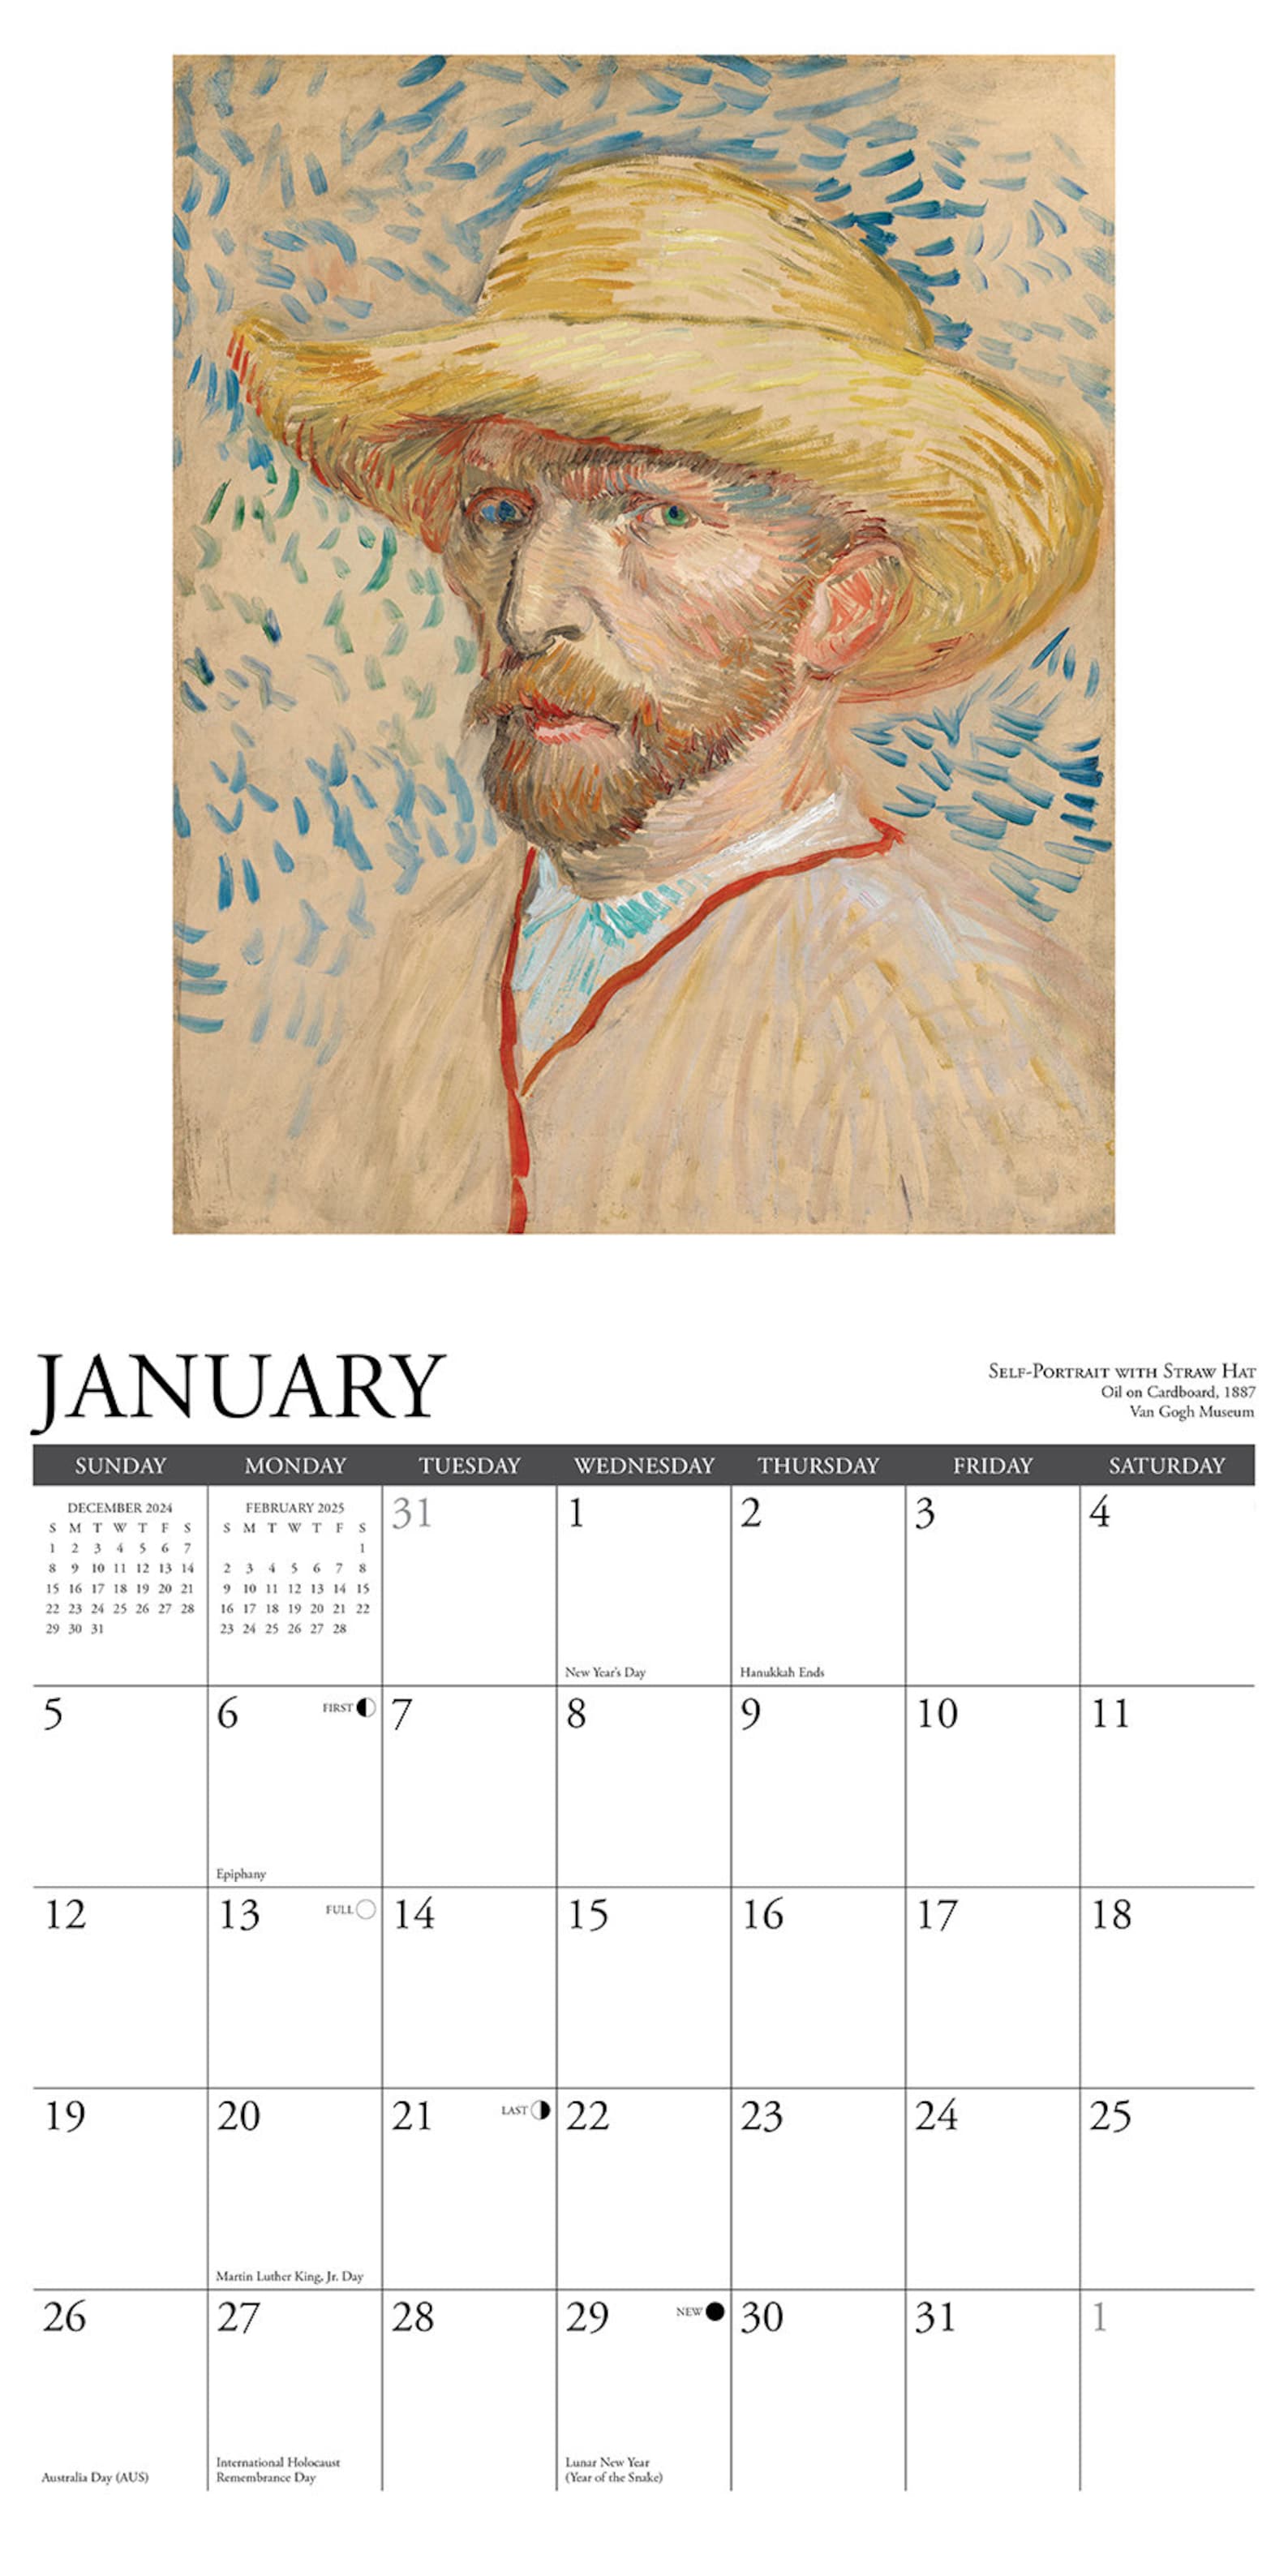 JANUARY
Self-Portrait with Straw Hat
Oil on Cardboard, 1887
Van Gogh Museum
SUNDAY MONDAY TUESDAY WEDNESDAY THURSDAY FRIDAY SATURDAY
DECEMBER 2024
S M T W T F S
1 2 3 4 5 6 7
8 9 10 11 12 13 14
15 16 17 18 19 20 21
22 23 24 25 26 27 28
29 30 31
FEBRUARY 2025
S M T W T F S
1
2 3 4 5 6 7 8
9 10 11 12 13 14 15
16 17 18 19 20 21 22
23 24 25 26 27 28
31 1 2 3 4
New Year's Day Hanukkah Ends
5 6 FIRST 7 8 9 10 11
Epiphany
12 13 FULL 14 15 16 17 18
19 20 21 LAST 22 23 24 25
Martin Luther King, Jr. Day
26 27 28 29 NEW 30 31 1
Australia Day (AUS)
International Holocaust
Remembrance Day
Lunar New Year
(Year of the Snake)